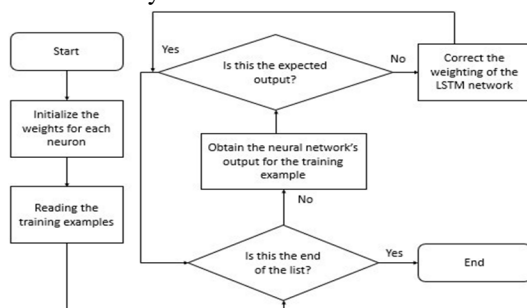 Start
Initialize the
weights for each
neuron
Reading the
training examples
Yes
Is this the expected
output?
No
Correct the
weighting of the
LSTM network
Obtain the neural network's
output for the training
example
No
Is this the end
of the list?
Yes
End